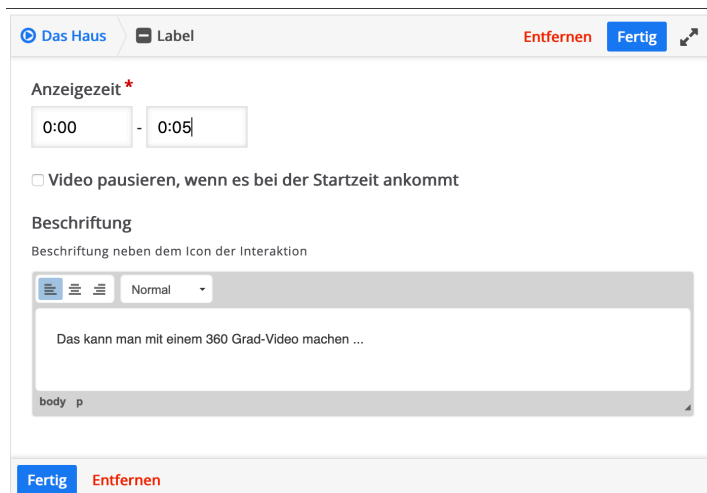 Das Haus Label Entfernen Fertig
Anzeigezeit *
0:00 - 0:05
Video pausieren, wenn es bei der Startzeit ankommt
Beschriftung
Beschriftung neben dem Icon der Interaktion
Normal
Das kann man mit einem 360 Grad-Video machen ...
body p
Fertig Entfernen